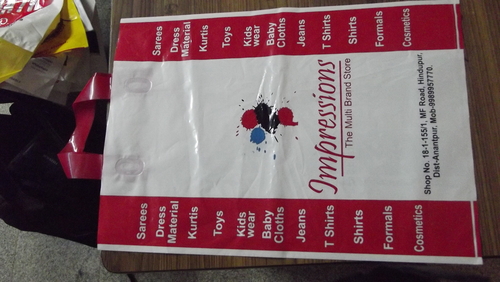 Sarees
Dress
Material
Kurtis
Toys
Kids
wear
Baby
Cloths
Jeans
T Shirts
Shirts
Formals
Cosmetics
Impressions
The Multi Brand Store
Shop No. 18-1-155/1, MF Road, Hindupur.
Dist-Anantpur. Mob-9989957770.
Sarees
Dress
Material
Kurtis
Toys
Kids
wear
Baby
Cloths
Jeans
T Shirts
Shirts
Formals
Cosmetics